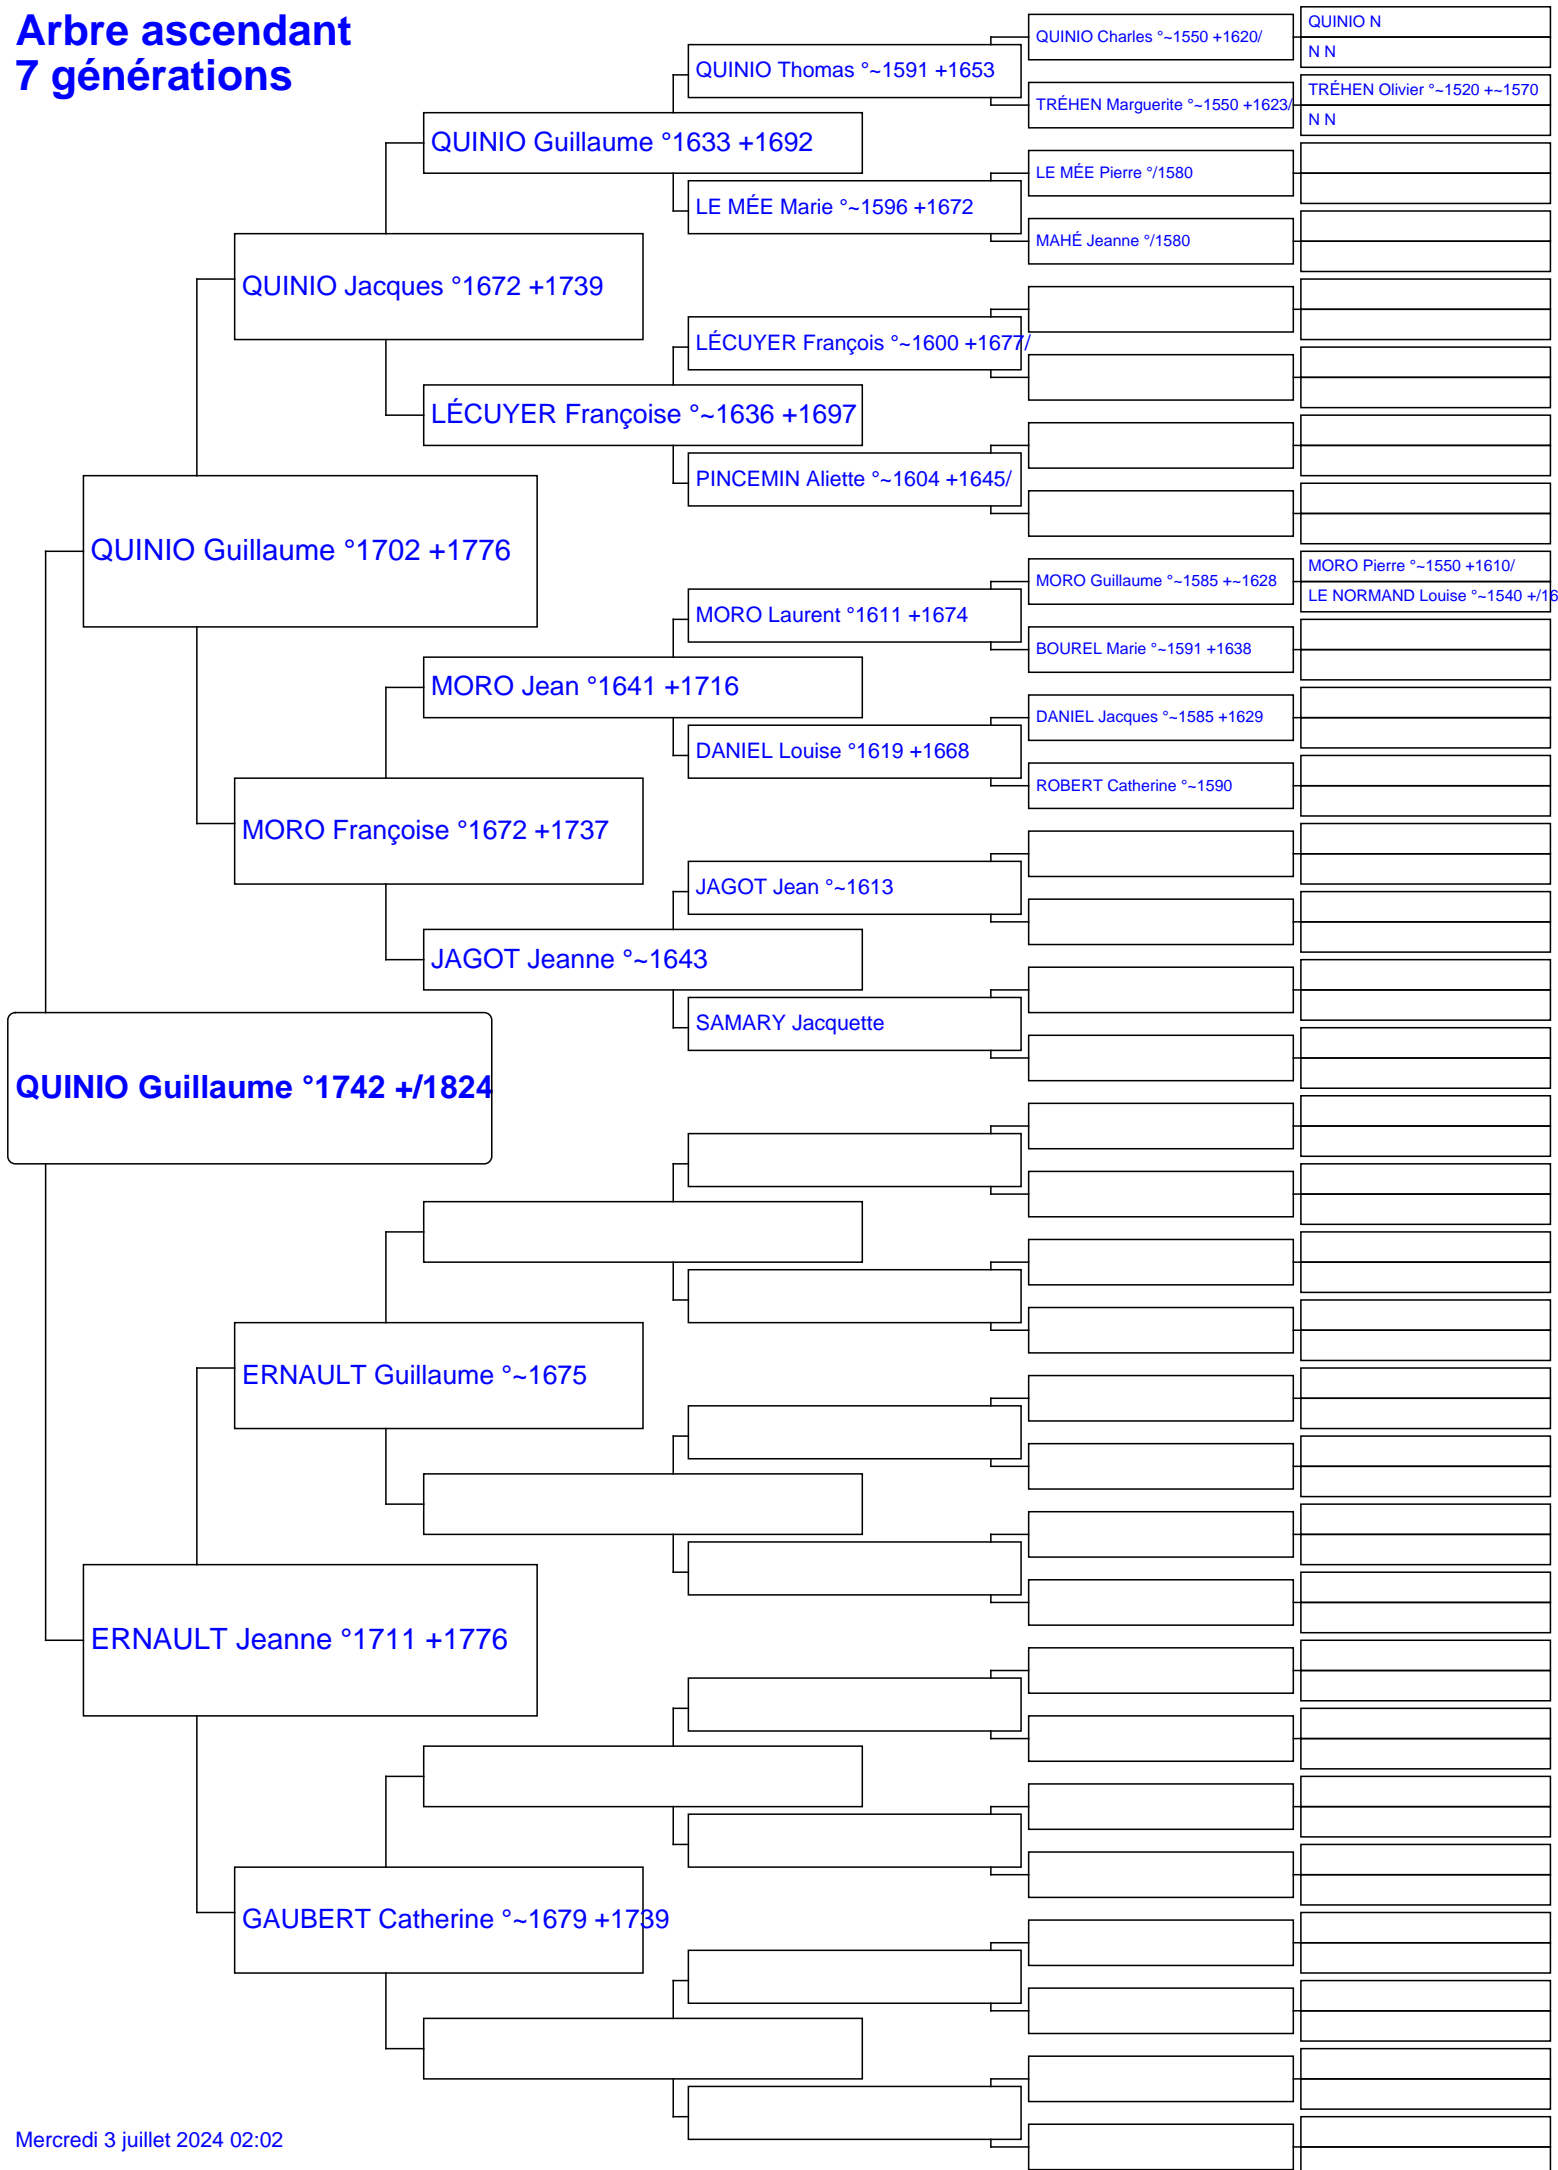 Arbre ascendant
7 générations
QUINIO N
QUINIO Charles °~1550 +1620/
N N
QUINIO Thomas °~1591 +1653
TRÉHEN Olivier °~1520 +~1570
TRÉHEN Marguerite °~1550 +1623/
N N
QUINIO Guillaume °1633 +1692
LE MÉE Pierre °/1580
LE MÉE Marie °~1596 +1672
MAHÉ Jeanne °/1580
QUINIO Jacques °1672 +1739
LÉCUYER François °~1600 +1677/
LÉCUYER Françoise °~1636 +1697
PINCEMIN Aliette °~1604 +1645/
QUINIO Guillaume °1702 +1776
MORO Pierre °~1550 +1610/
MORO Guillaume °~1585 +~1628
LE NORMAND Louise °~1540 +/16
MORO Laurent °1611 +1674
BOUREL Marie °~1591 +1638
MORO Jean °1641 +1716
DANIEL Jacques °~1585 +1629
DANIEL Louise °1619 +1668
ROBERT Catherine °~1590
MORO Françoise °1672 +1737
JAGOT Jean °~1613
JAGOT Jeanne °~1643
SAMARY Jacquette
QUINIO Guillaume °1742 +/1824
ERNAULT Guillaume °~1675
ERNAULT Jeanne °1711 +1776
GAUBERT Catherine °~1679 +1739
Mercredi 3 juillet 2024 02:02